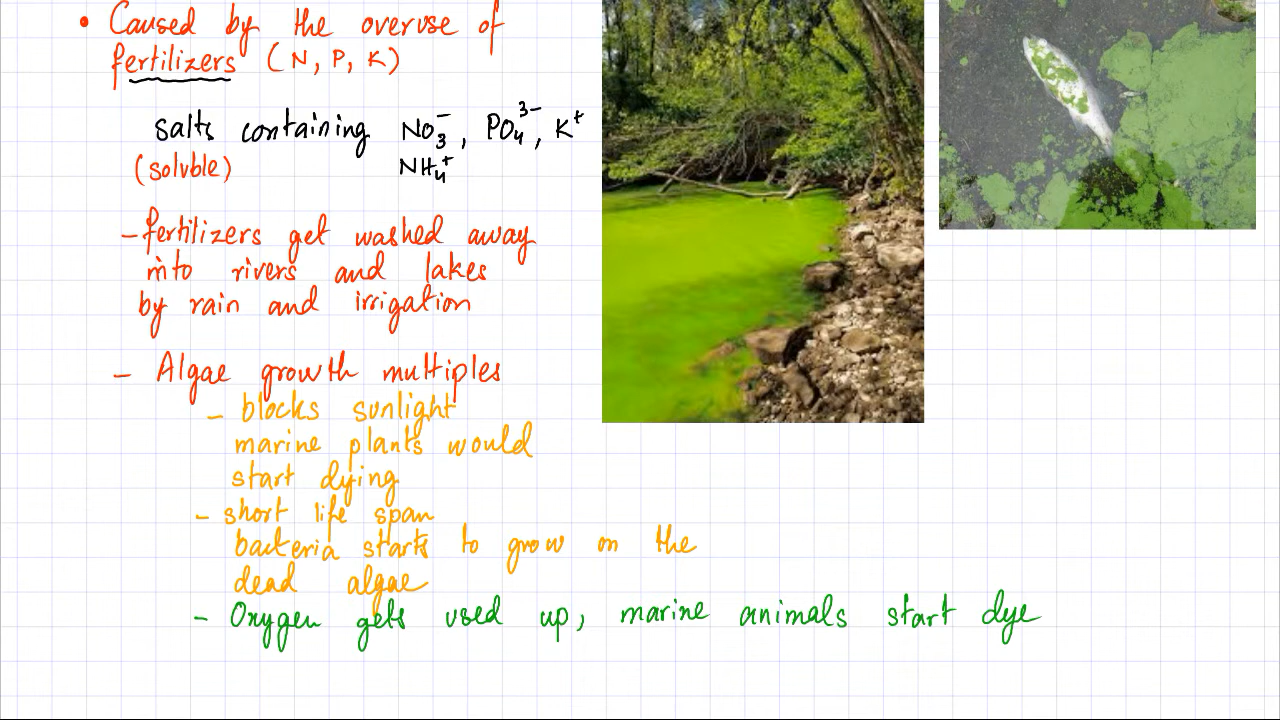 • Caused by the overuse of
fertilizers (N, P, K)
salts containing NO₃⁻, PO₄³⁻, K⁺
(soluble) NH₄⁺
- fertilizers get washed away
into rivers and lakes
by rain and irrigation
- Algae growth multiples
- blocks sunlight
marine plants would
start dying
- short life span
bacteria starts to grow on the
dead algae
- Oxygen gets used up, marine animals start dye